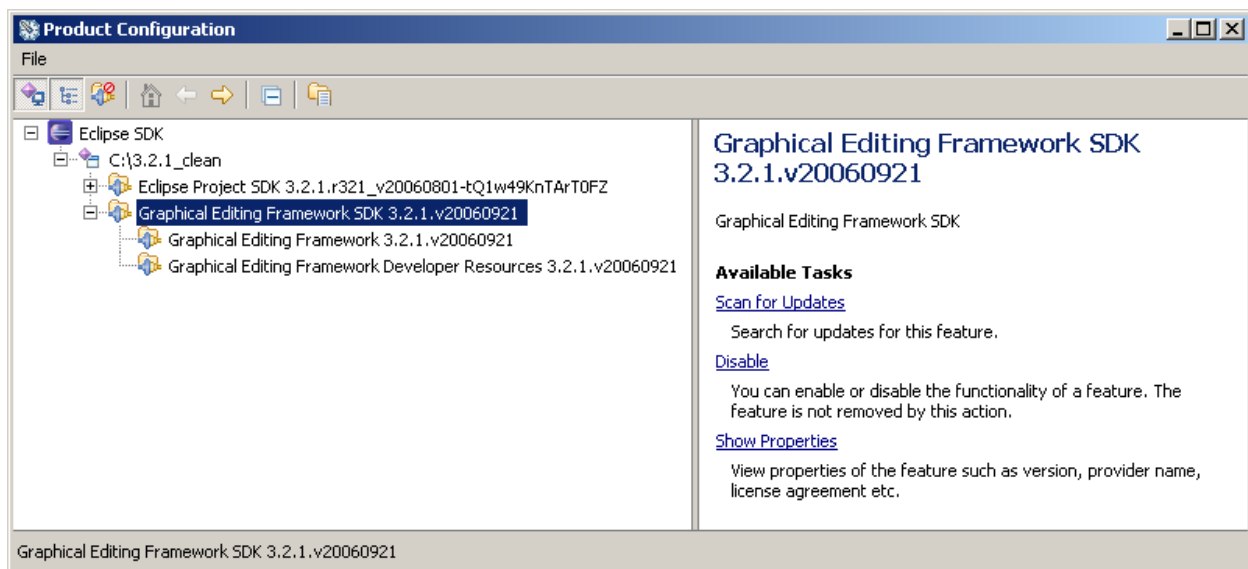 Product Configuration
File
Eclipse SDK
C:\3.2.1_clean
Eclipse Project SDK 3.2.1.r321_v20060801-tQ1w49KnTArT0FZ
Graphical Editing Framework SDK 3.2.1.v20060921
Graphical Editing Framework 3.2.1.v20060921
Graphical Editing Framework Developer Resources 3.2.1.v20060921
Graphical Editing Framework SDK
3.2.1.v20060921
Graphical Editing Framework SDK
Available Tasks
Scan for Updates
Search for updates for this feature.
Disable
You can enable or disable the functionality of a feature. The
feature is not removed by this action.
Show Properties
View properties of the feature such as version, provider name,
license agreement etc.
Graphical Editing Framework SDK 3.2.1.v20060921